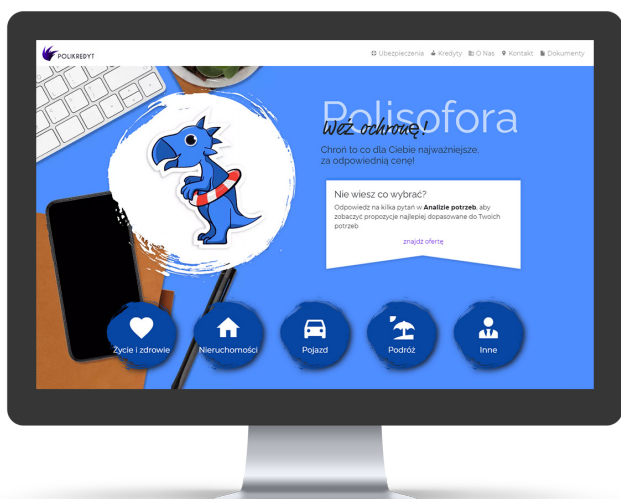 POLIKREDYT
Ubezpieczenia Kredyty O Nas Kontakt Dokumenty
Polisofora
Weź ochronę!
Chroń to co dla Ciebie najważniejsze,
za odpowiednią cenę!
Nie wiesz co wybrać?
Odpowiedz na kilka pytań w Analizie potrzeb, aby
zobaczyć propozycje najlepiej dopasowane do Twoich
potrzeb
znajdź ofertę
Życie i zdrowie Nieruchomości Pojazd Podróż Inne